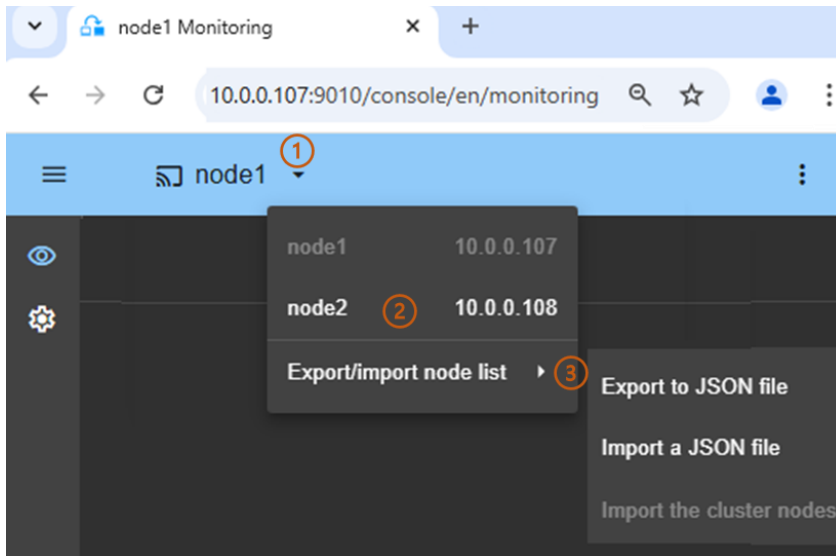 node1 Monitoring
10.0.0.107:9010/console/en/monitoring
1
node1
node1 10.0.0.107
node2 2 10.0.0.108
Export/import node list 3
Export to JSON file
Import a JSON file
Import the cluster nodes